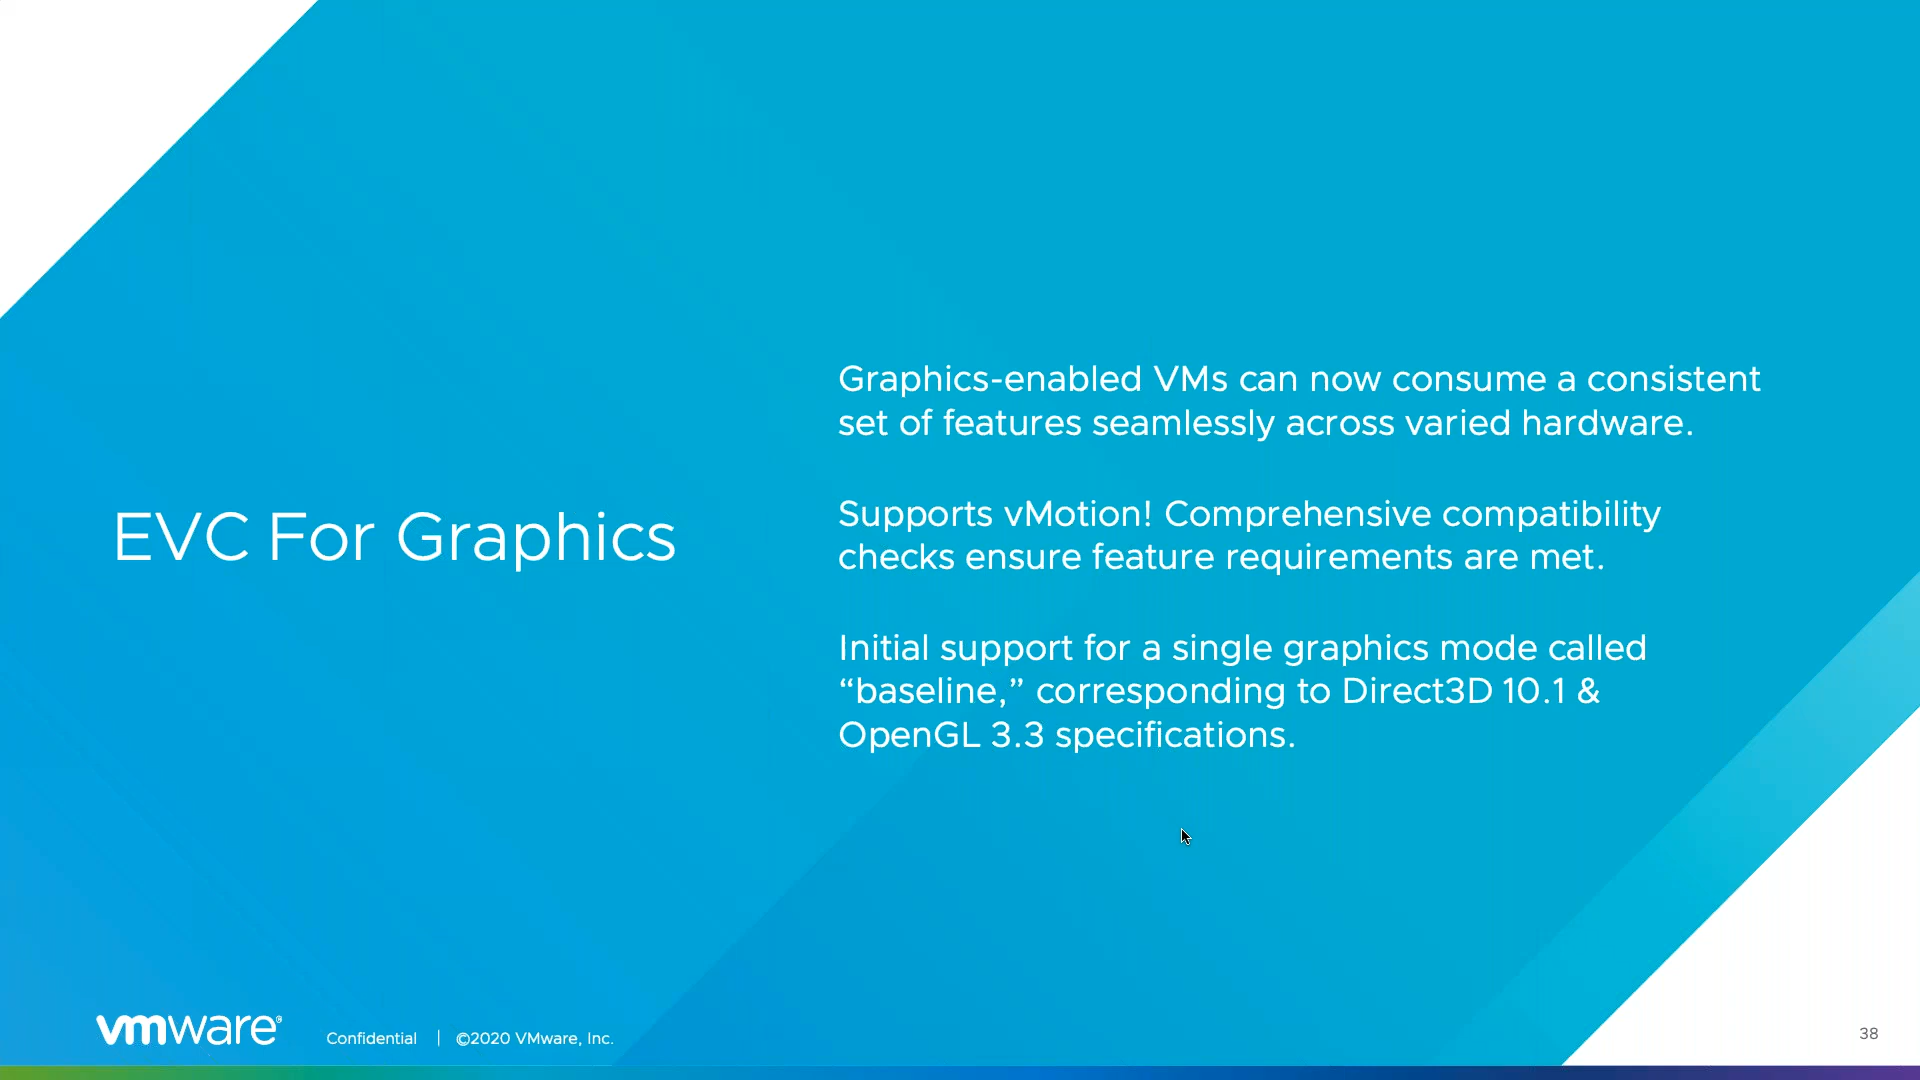 EVC For Graphics
Graphics-enabled VMs can now consume a consistent
set of features seamlessly across varied hardware.
Supports vMotion! Comprehensive compatibility
checks ensure feature requirements are met.
Initial support for a single graphics mode called
“baseline,” corresponding to Direct3D 10.1 &
OpenGL 3.3 specifications.
vmware®
Confidential | ©2020 VMware, Inc.
38